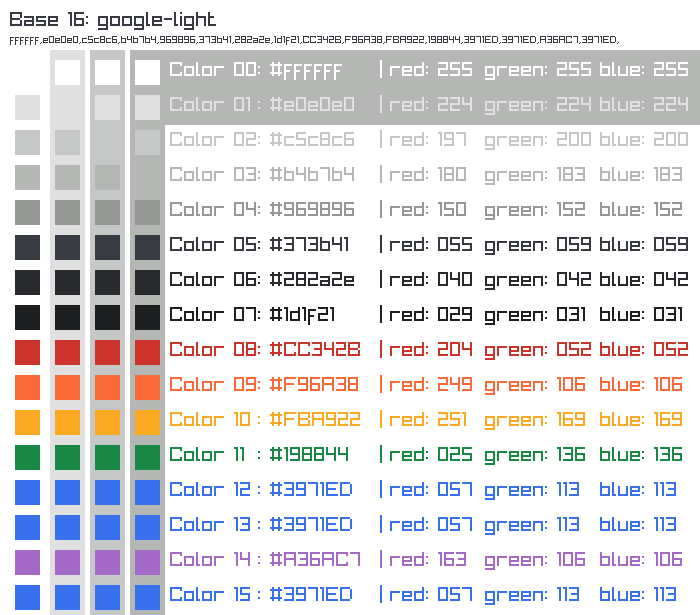 Base 16: google-light
FFFFFF,e0e0e0,c5c8c6,b4b7b4,969896,373b41,282a2e,1d1f21,CC342B,F96A38,FBA922,198844,3971ED,3971ED,A36AC7,3971ED,
Color 00: #FFFFFF | red: 255 green: 255 blue: 255
Color 01: #e0e0e0 | red: 224 green: 224 blue: 224
Color 02: #c5c8c6 | red: 197 green: 200 blue: 200
Color 03: #b4b7b4 | red: 180 green: 183 blue: 183
Color 04: #969896 | red: 150 green: 152 blue: 152
Color 05: #373b41 | red: 055 green: 059 blue: 059
Color 06: #282a2e | red: 040 green: 042 blue: 042
Color 07: #1d1f21 | red: 029 green: 031 blue: 031
Color 08: #CC342B | red: 204 green: 052 blue: 052
Color 09: #F96A38 | red: 249 green: 106 blue: 106
Color 10 : #FBA922 | red: 251 green: 169 blue: 169
Color 11 : #198844 | red: 025 green: 136 blue: 136
Color 12 : #3971ED | red: 057 green: 113 blue: 113
Color 13 : #3971ED | red: 057 green: 113 blue: 113
Color 14 : #A36AC7 | red: 163 green: 106 blue: 106
Color 15 : #3971ED | red: 057 green: 113 blue: 113